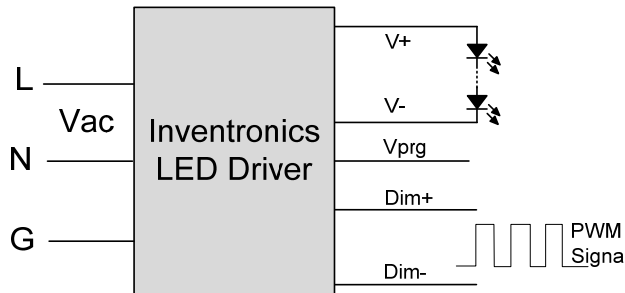 L
Vac
N
G
Inventronics
LED Driver
V+
V-
Vprg
Dim+
Dim-
PWM
Signa